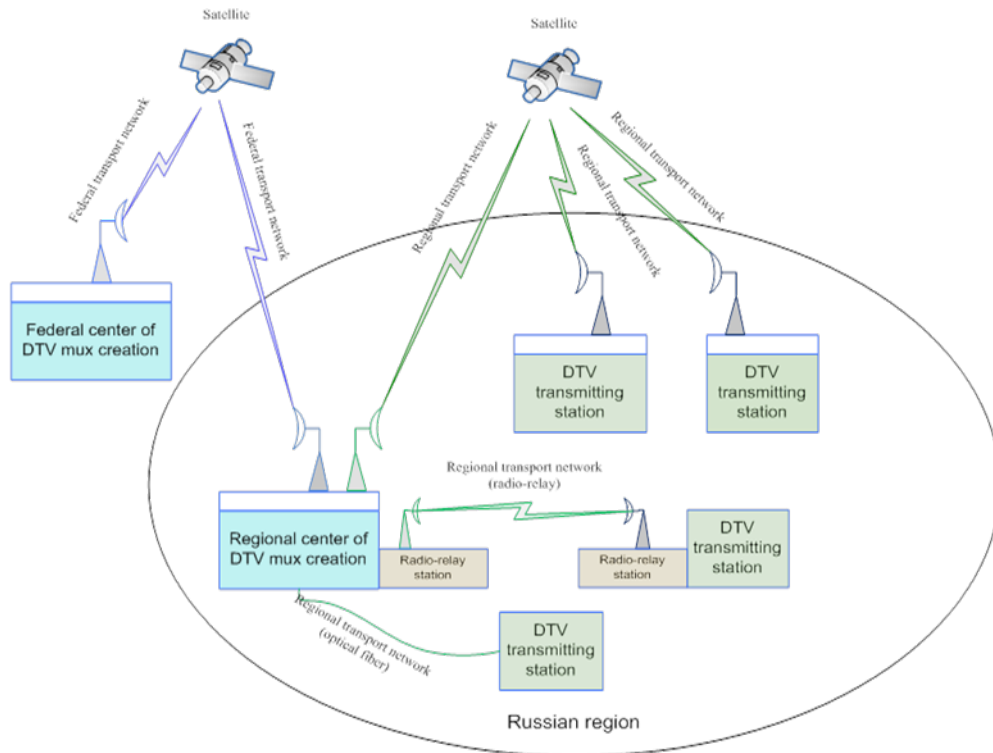 Satellite
Satellite
Federal transport network
Federal transport network
Regional transport network
Regional transport network
Regional transport network
Federal center of
DTV mux creation
DTV
transmitting
station
DTV
transmitting
station
Regional transport network
(radio-relay)
Regional center of
DTV mux creation
Radio-relay
station
Radio-relay
station
DTV
transmitting
station
Regional transport network
(optical fiber)
DTV
transmitting
station
Russian region